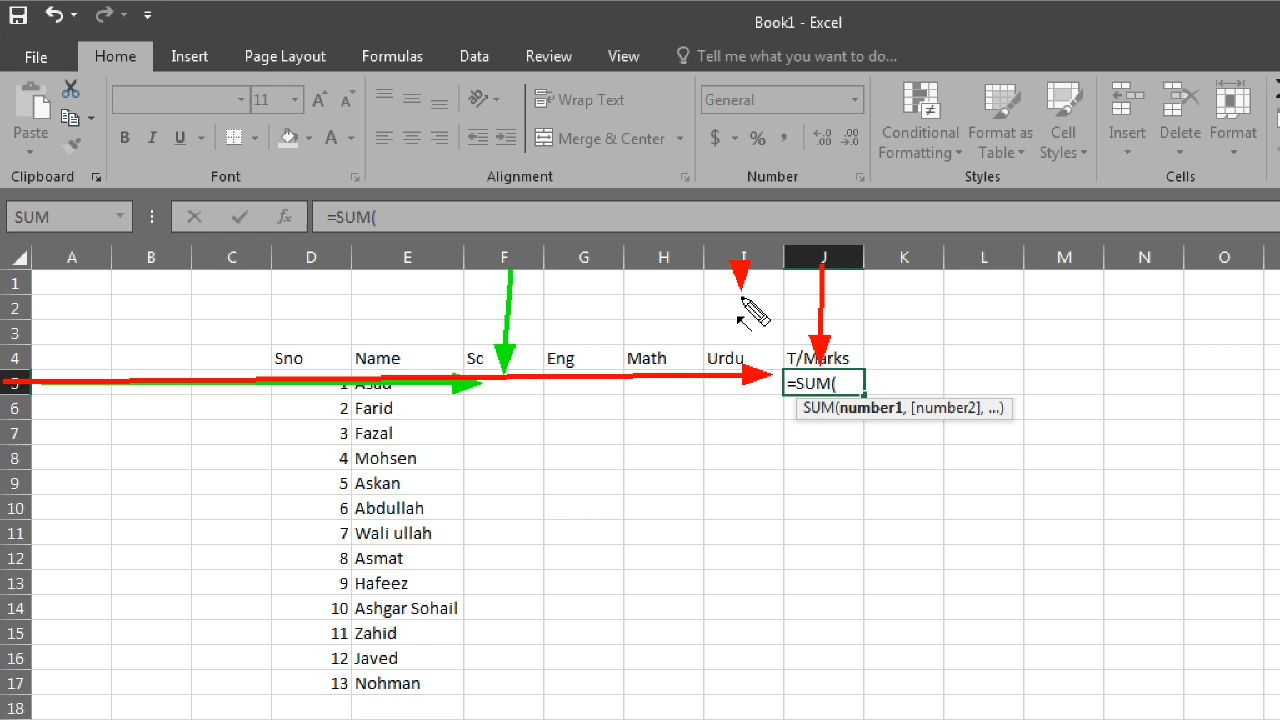 Book1 - Excel
File Home Insert Page Layout Formulas Data Review View Tell me what you want to do...
11 Wrap Text General
Paste B I U A Merge & Center $ % Conditional Formatting Format as Table Cell Styles Insert Delete Format
Clipboard Font Alignment Number Styles Cells
SUM fx =SUM(
A B C D E F G H I J K L M N O
1
2
3
4 Sno Name Sc Eng Math Urdu T/Marks
5 1 Asad =SUM(
6 2 Farid SUM(number1, [number2], ...)
7 3 Fazal
8 4 Mohsen
9 5 Askan
10 6 Abdullah
11 7 Wali ullah
12 8 Asmat
13 9 Hafeez
14 10 Ashgar Sohail
15 11 Zahid
16 12 Javed
17 13 Nohman
18